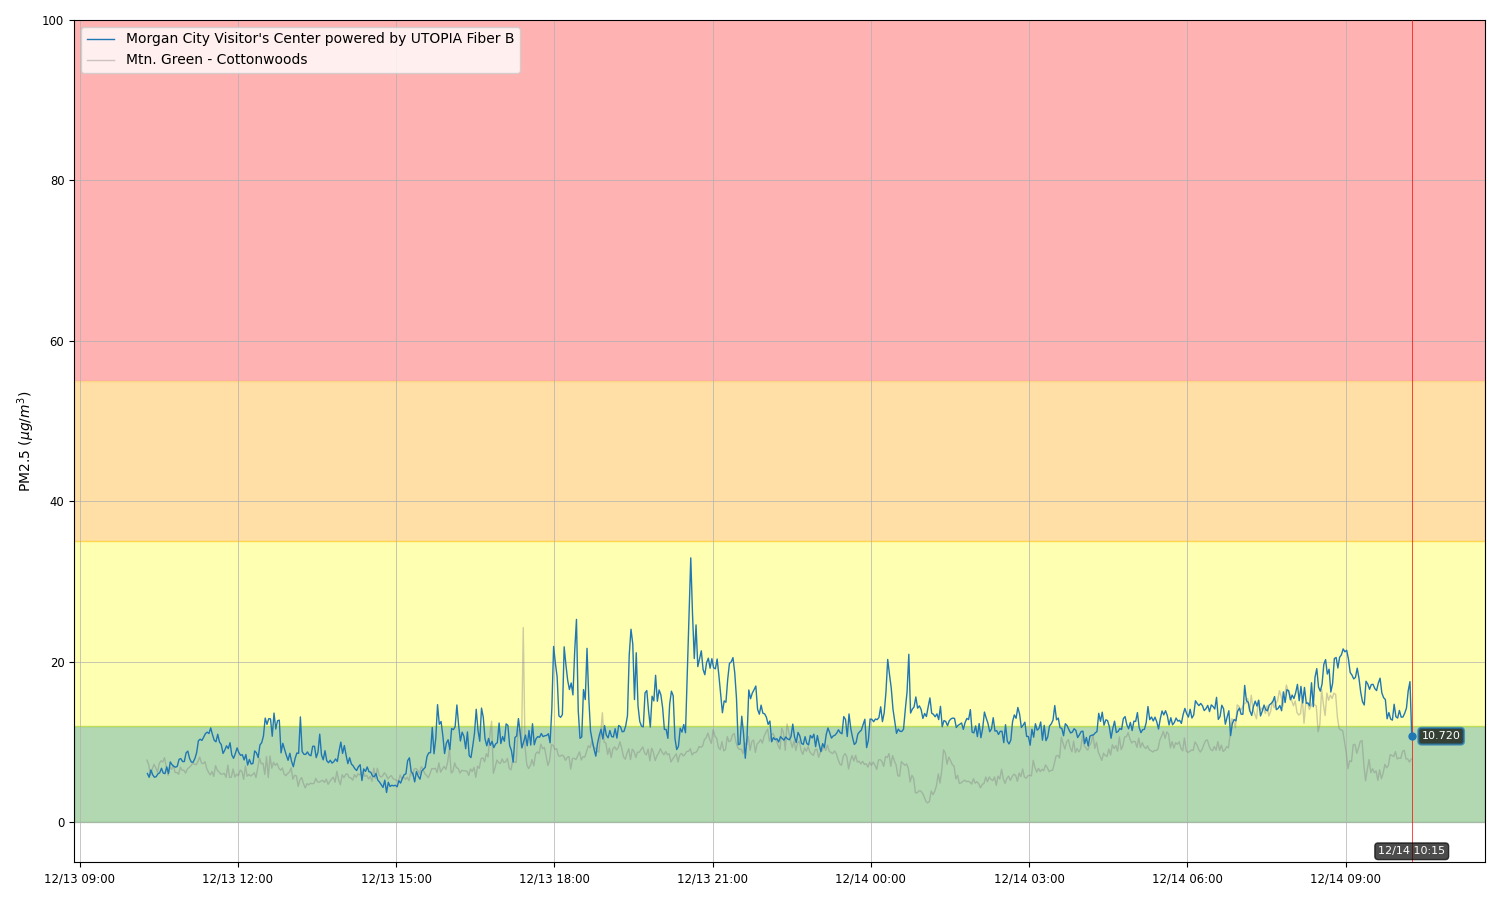 100
80
60
40
20
0
PM2.5 (μg/m³)
Morgan City Visitor's Center powered by UTOPIA Fiber B
Mtn. Green - Cottonwoods
10.720
12/14 10:15
12/13 09:00 12/13 12:00 12/13 15:00 12/13 18:00 12/13 21:00 12/14 00:00 12/14 03:00 12/14 06:00 12/14 09:00